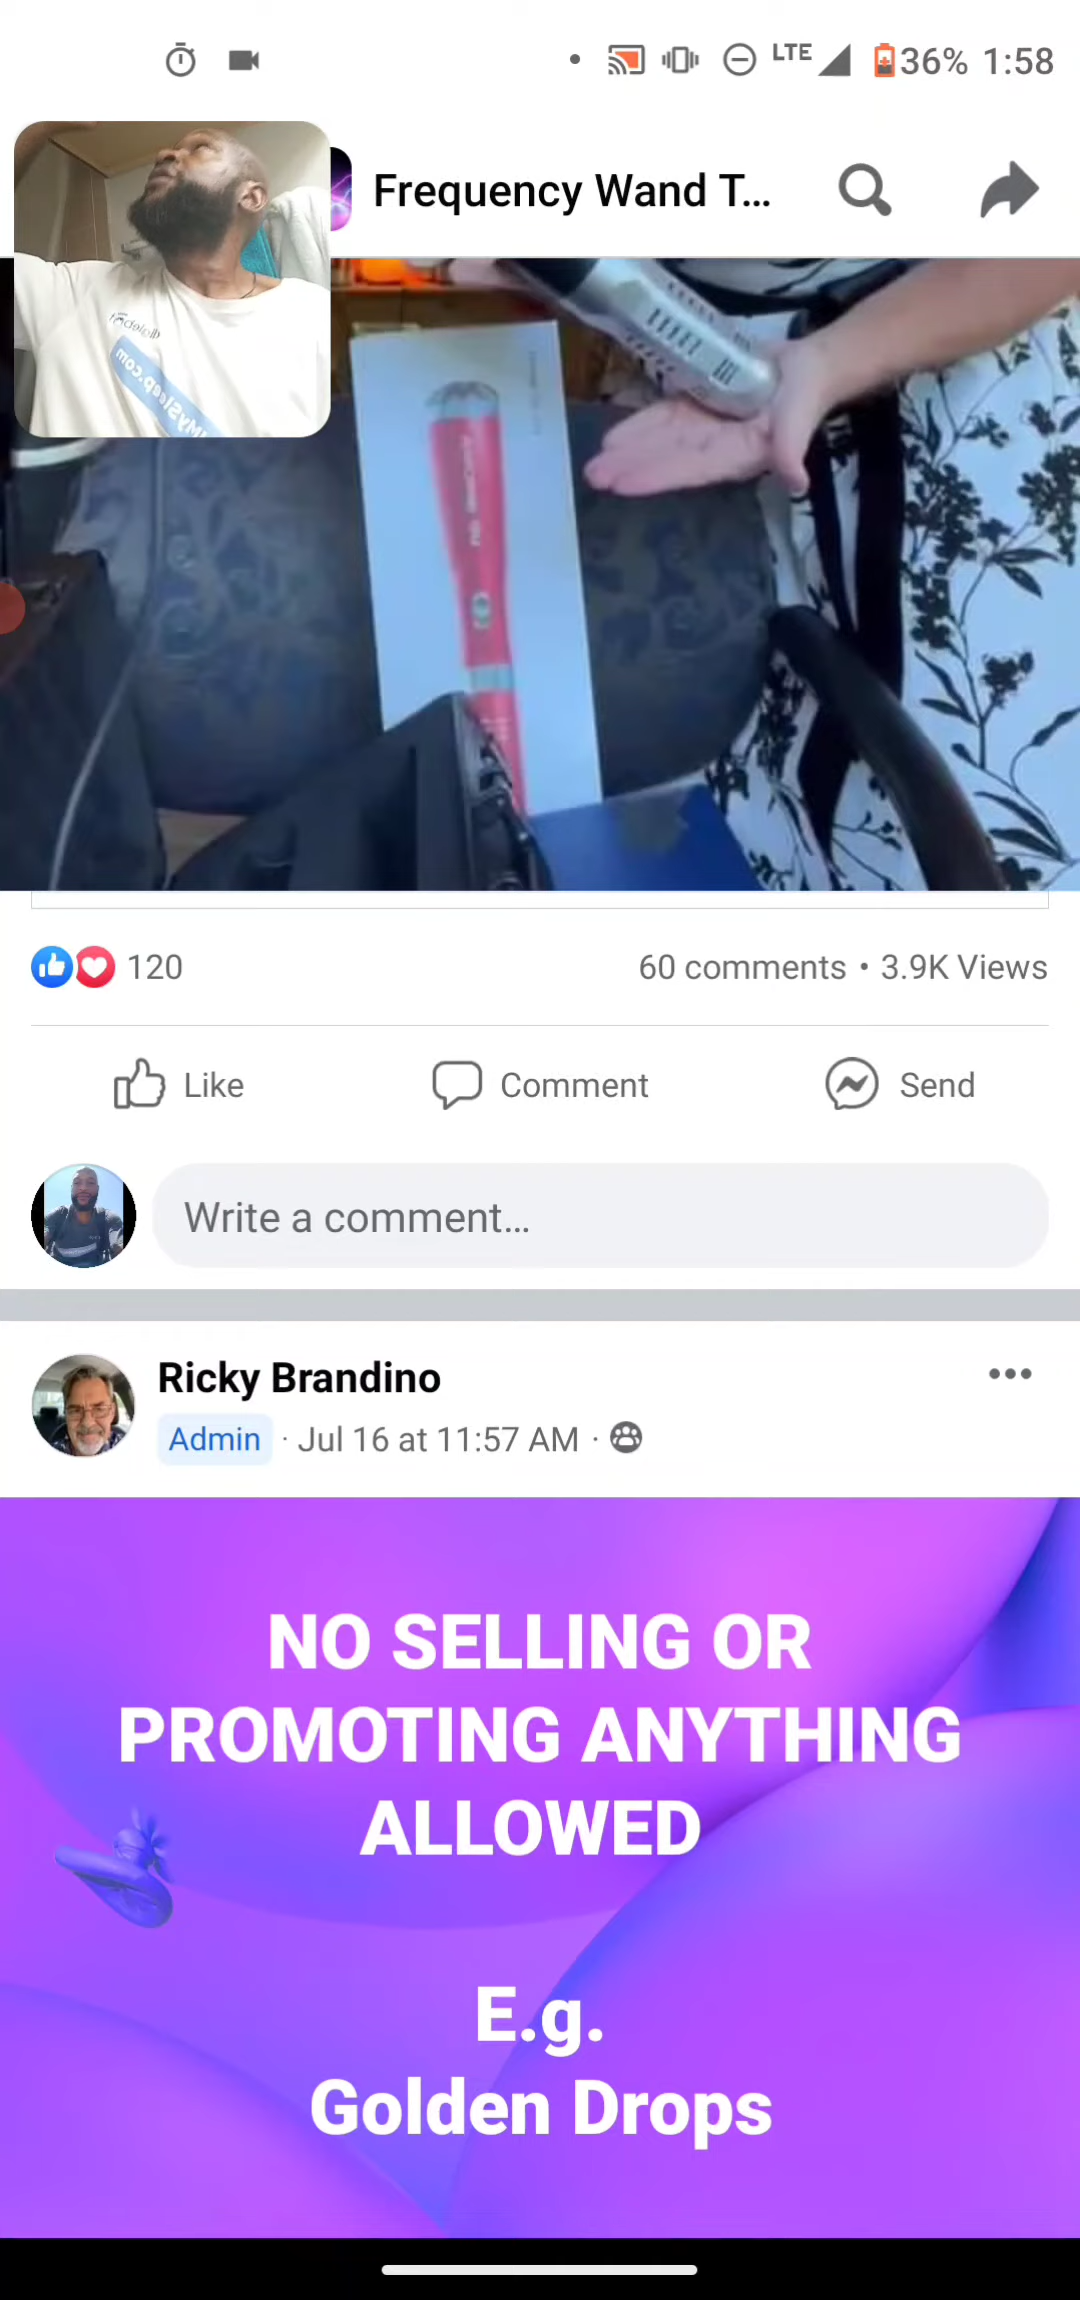 LTE 36% 1:58
Frequency Wand T...
120
60 comments • 3.9K Views
Like Comment Send
Write a comment...
Ricky Brandino
Admin · Jul 16 at 11:57 AM ·
NO SELLING OR
PROMOTING ANYTHING
ALLOWED
E.g.
Golden Drops